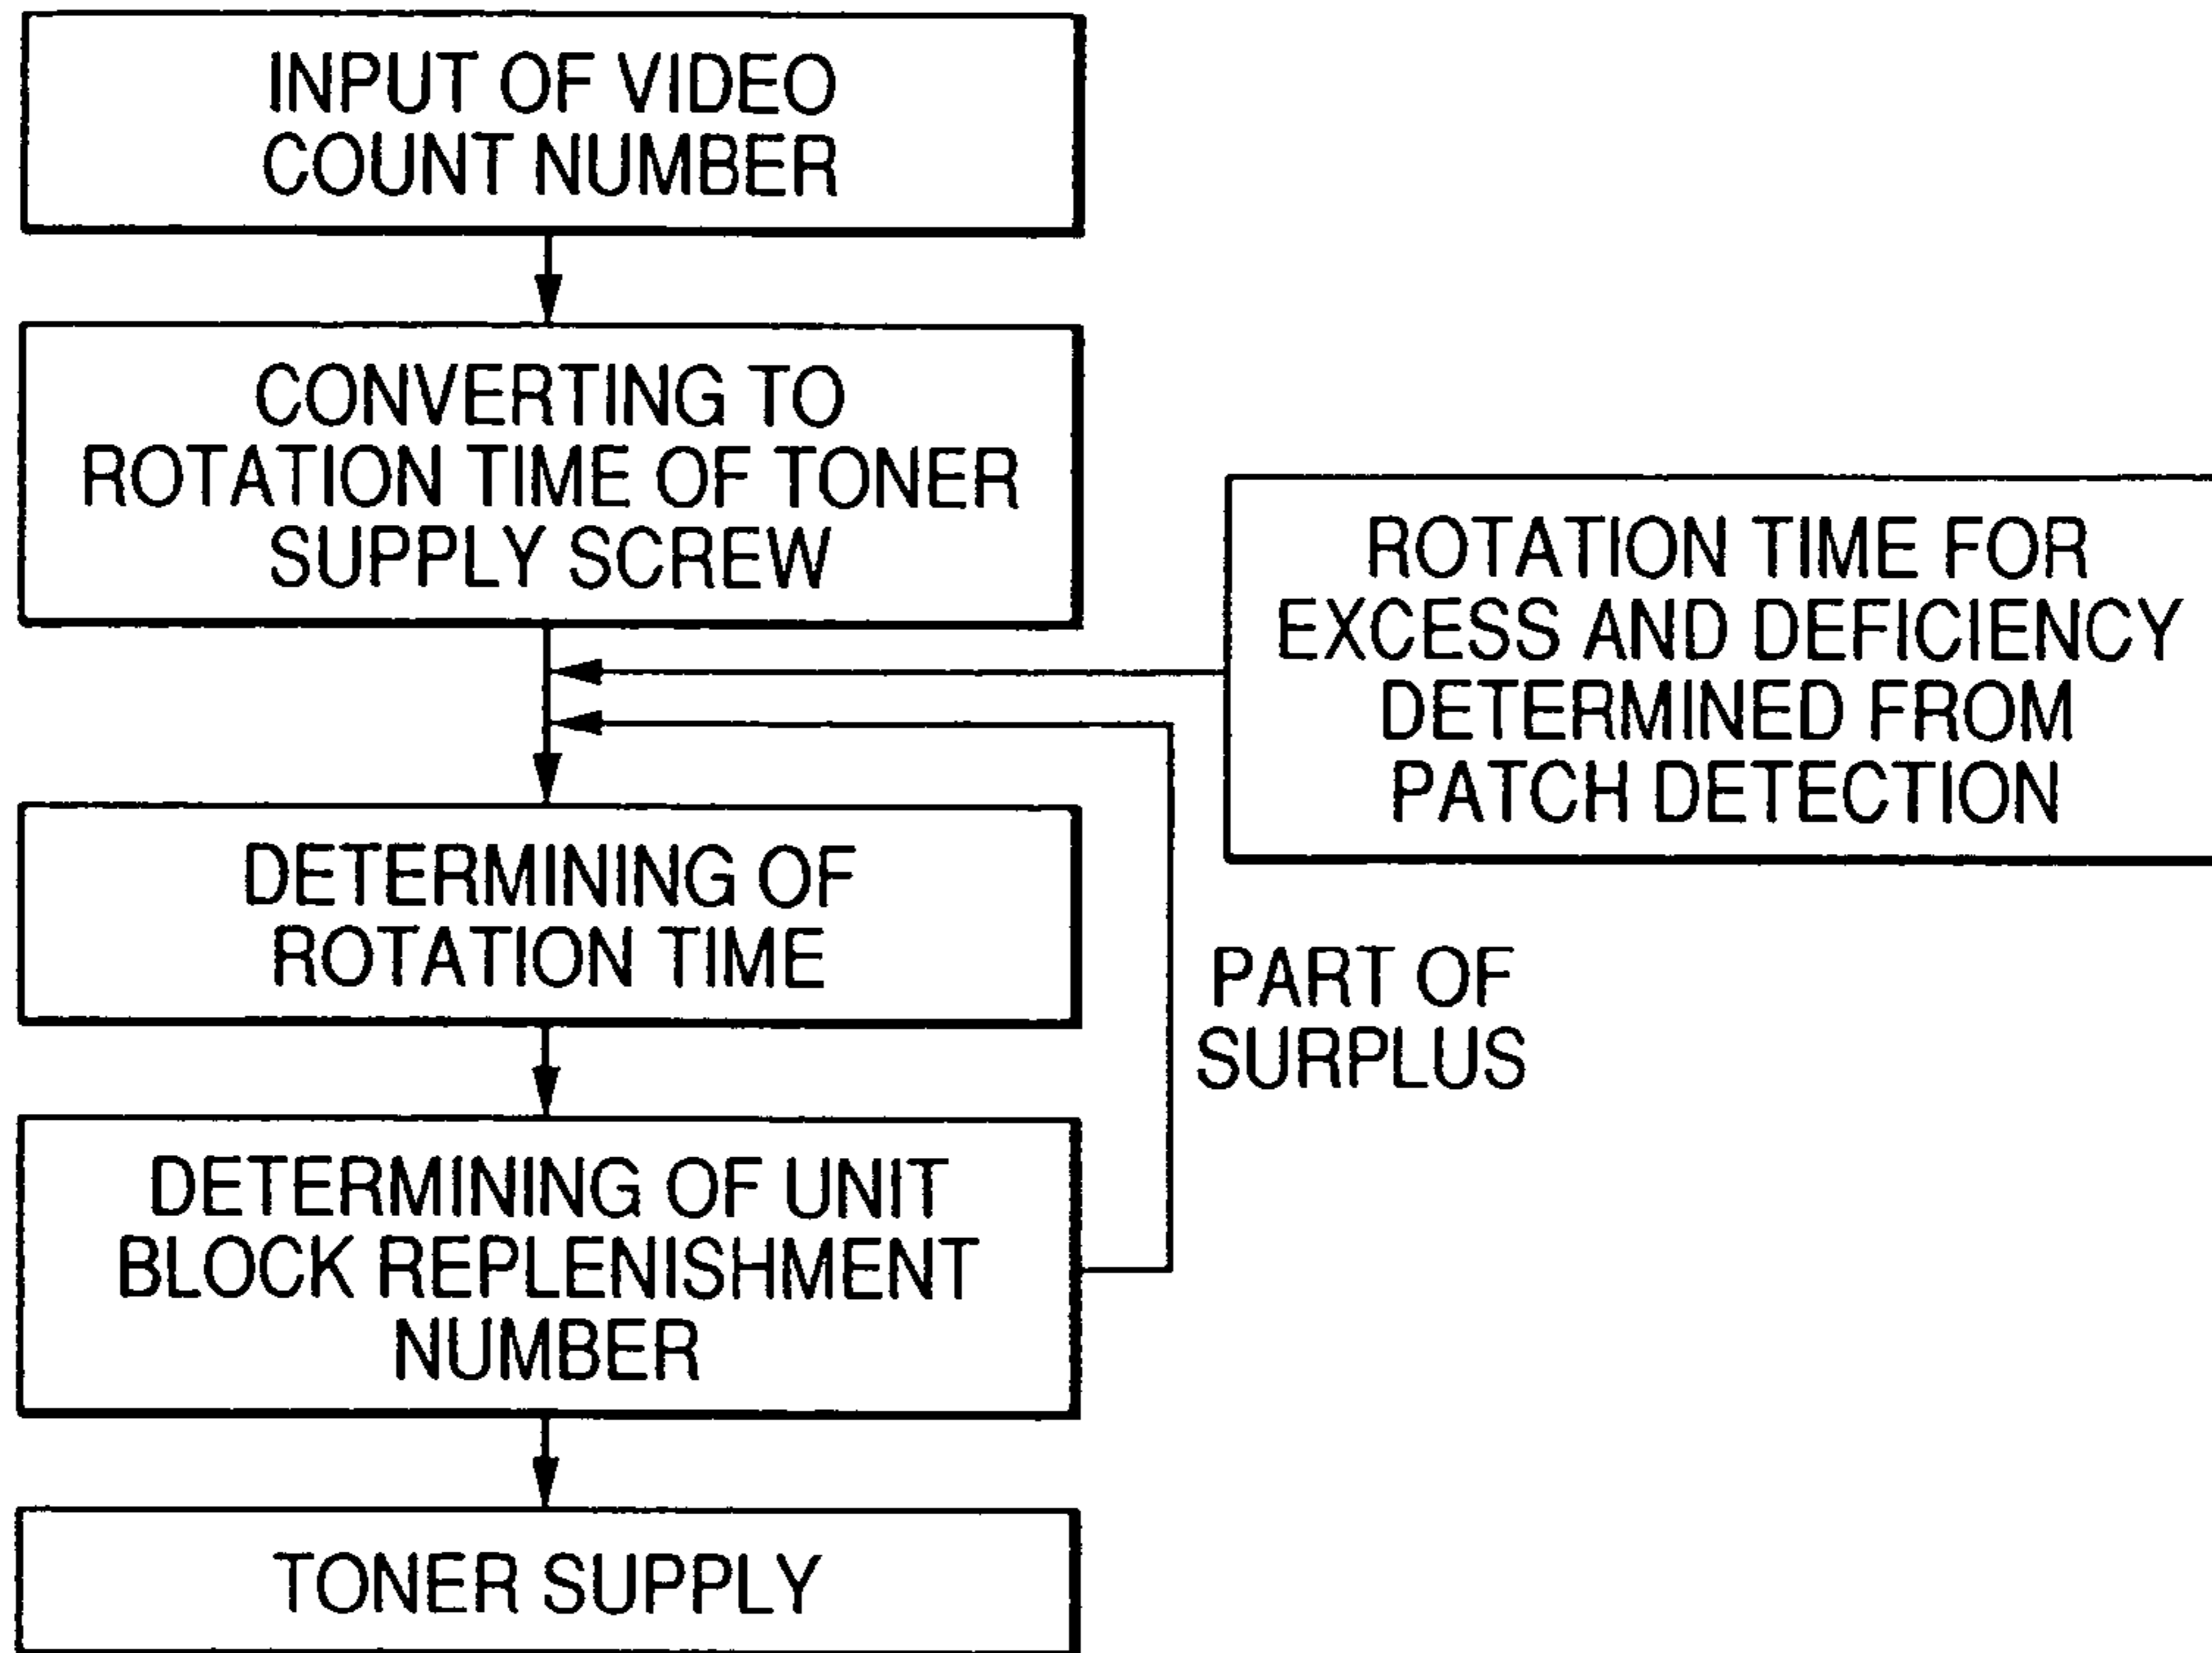 INPUT OF VIDEO
COUNT NUMBER
CONVERTING TO
ROTATION TIME OF TONER
SUPPLY SCREW
ROTATION TIME FOR
EXCESS AND DEFICIENCY
DETERMINED FROM
PATCH DETECTION
DETERMINING OF
ROTATION TIME
PART OF
SURPLUS
DETERMINING OF UNIT
BLOCK REPLENISHMENT
NUMBER
TONER SUPPLY